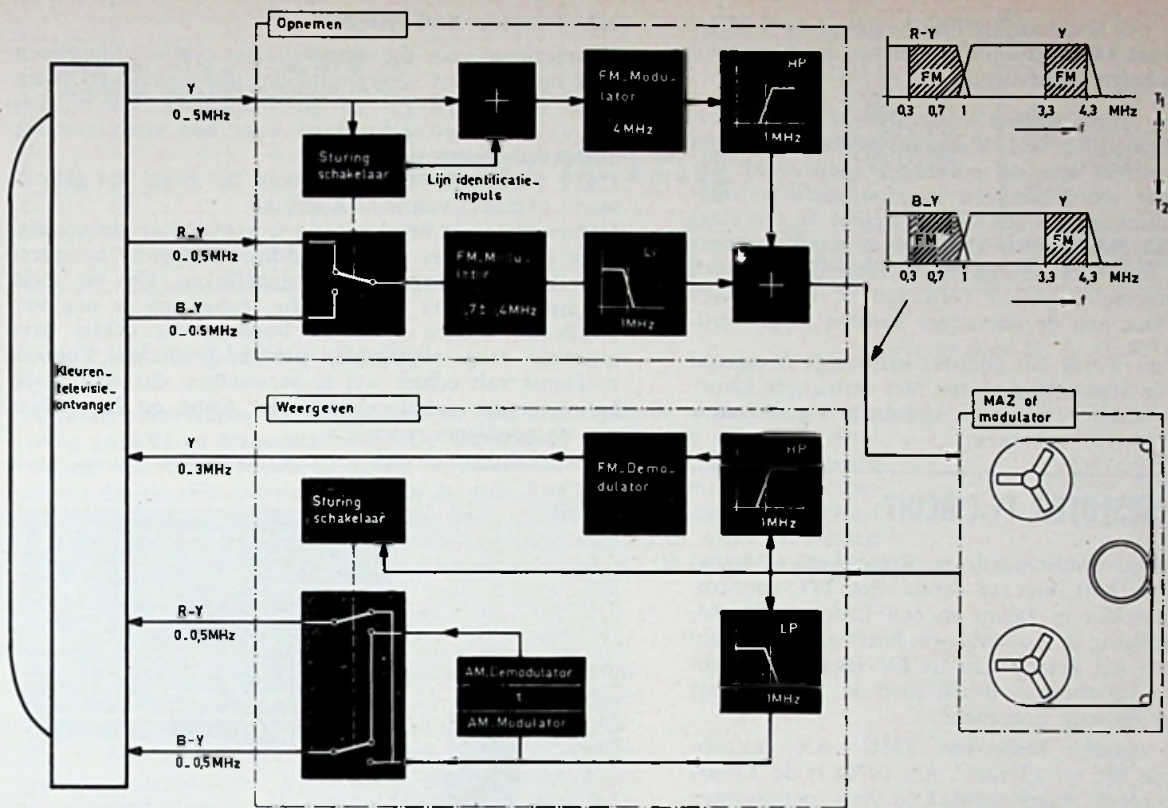 Opnemen
Y
0_5MHz
+
FM_Modu_
lator
4MHz
HP
1MHz
Sturing
schakelaar
Lijn identificatie_
impuls
R_Y
0_0,5MHz
B_Y
0_0,5MHz
FM_Modu_
lator
1MHz
+
R-Y
Y
FM
FM
0,3
0,7
1
3,3
4,3
MHz
f
T1
T2
B_Y
Y
FM
FM
0,3
0,7
1
3,3
4,3
MHz
f
Kleuren_
televisie_
ontvanger
Weergeven
Y
0_3MHz
FM_Demo_
dulator
HP
1MHz
Sturing
schakelaar
R-Y
0_0,5MHz
B-Y
0_0,5MHz
AM_Demodulator
τ
AM_Modulator
LP
1MHz
MAZ of
modulator